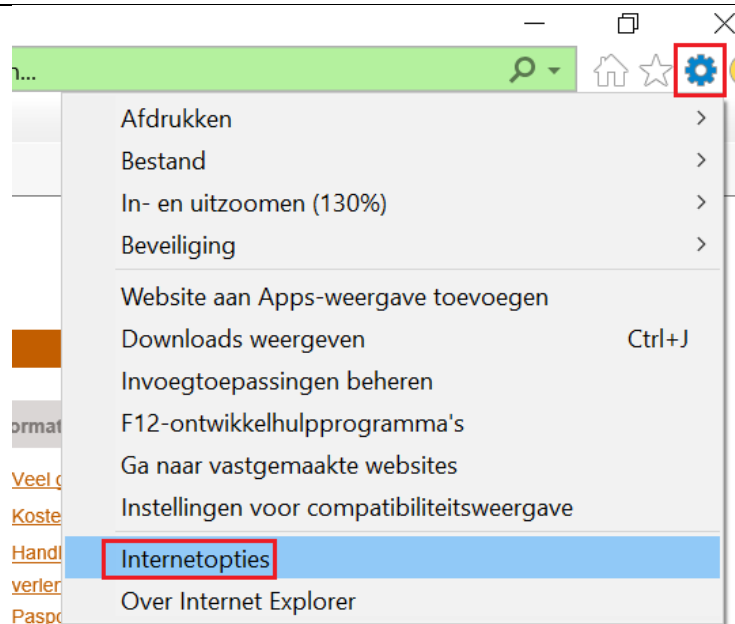 Afdrukken
Bestand
In- en uitzoomen (130%)
Beveiliging
Website aan Apps-weergave toevoegen
Downloads weergeven Ctrl+J
Invoegtoepassingen beheren
F12-ontwikkelhulpprogramma's
Ga naar vastgemaakte websites
Instellingen voor compatibiliteitsweergave
Internetopties
Over Internet Explorer
Veel